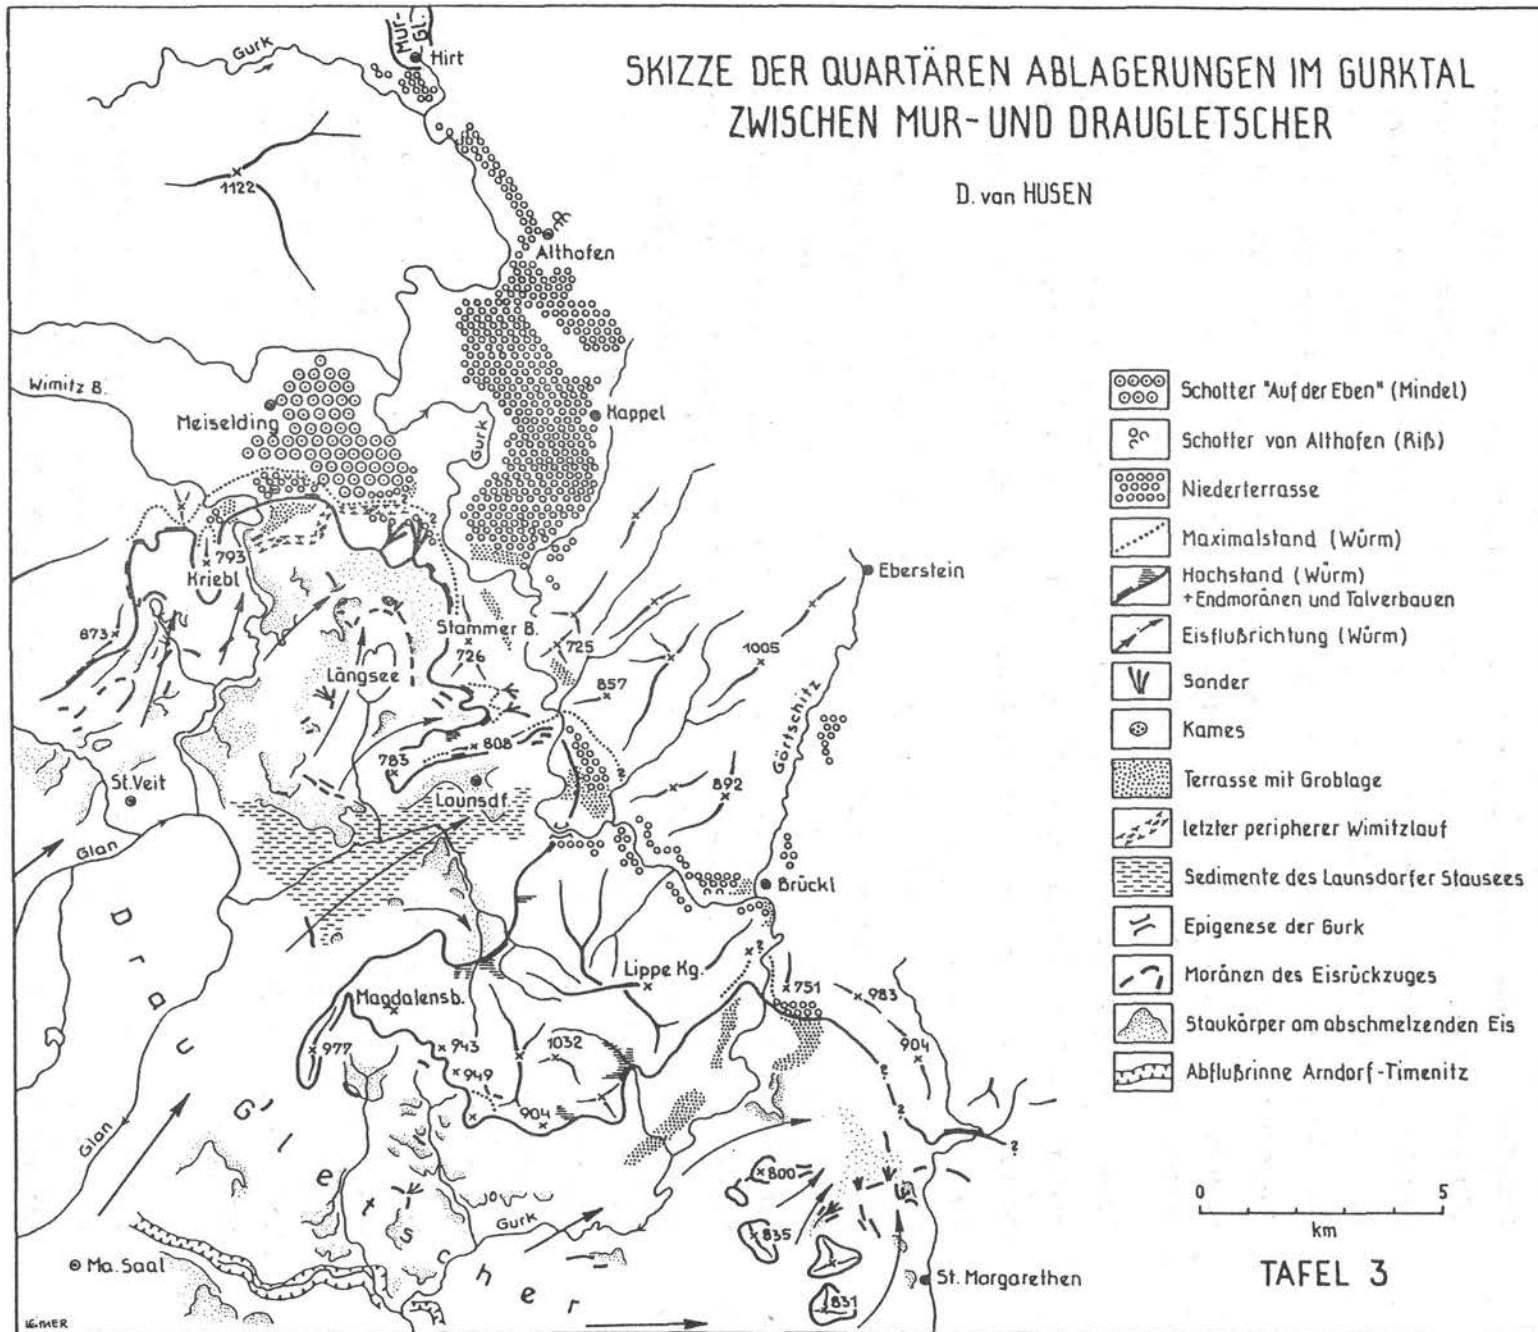 SKIZZE DER QUARTÄREN ABLAGERUNGEN IM GURKTAL
ZWISCHEN MUR- UND DRAUGLETSCHER
D. van HUSEN
Mur-
Gl.
Gurk
Hirt
1122
Althofen
Wimitz B.
Meiselding
Gurk
Kappel
793
Kriebl
873
Stammer B.
726
725
Längsee
857
1005
Eberstein
Görtschitz
808
783
Launsdf.
892
St. Veit
Glan
Brückl
Lippe Kg.
?
751
983
904
Magdalensb.
977
943
949
1032
904
?
?
?
?
?
Glan
Drau
Gletscher
800
835
831
Gurk
Ma. Saal
St. Margarethen
LEIMER
Schotter "Auf der Eben" (Mindel)
Schotter von Althofen (Riß)
Niederterrasse
Maximalstand (Würm)
Hochstand (Würm)
+Endmoränen und Talverbauen
Eisflußrichtung (Würm)
Sander
Kames
Terrasse mit Groblage
letzter peripherer Wimitzlauf
Sedimente des Launsdorfer Stausees
Epigenese der Gurk
Moränen des Eisrückzuges
Staukörper am abschmelzenden Eis
Abflußrinne Arndorf-Timenitz
0 5
km
TAFEL 3